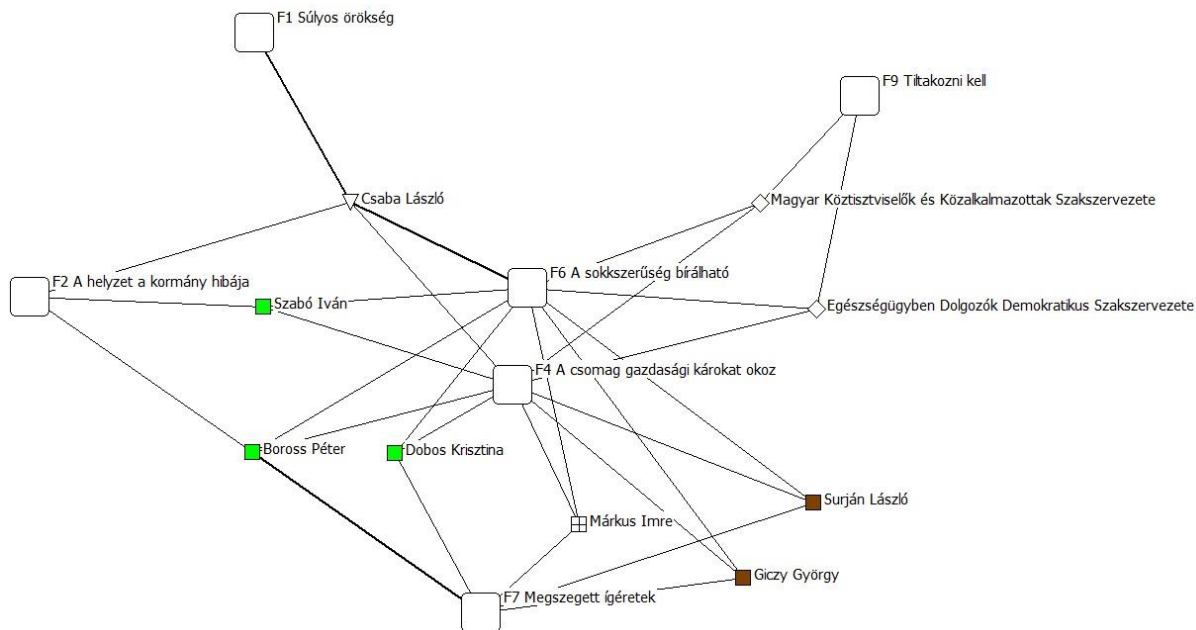 F1 Súlyos örökség
F9 Tiltakozni kell
Csaba László
Magyar Köztisztviselők és Közalkalmazottak Szakszervezete
F6 A sokkszerűség bírálható
F2 A helyzet a kormány hibája
Szabó Iván
Egészségügyben Dolgozók Demokratikus Szakszervezete
F4 A csomag gazdasági károkat okoz
Boross Péter
Dobos Krisztina
Surján László
Márkus Imre
Giczy György
F7 Megszegett ígéretek